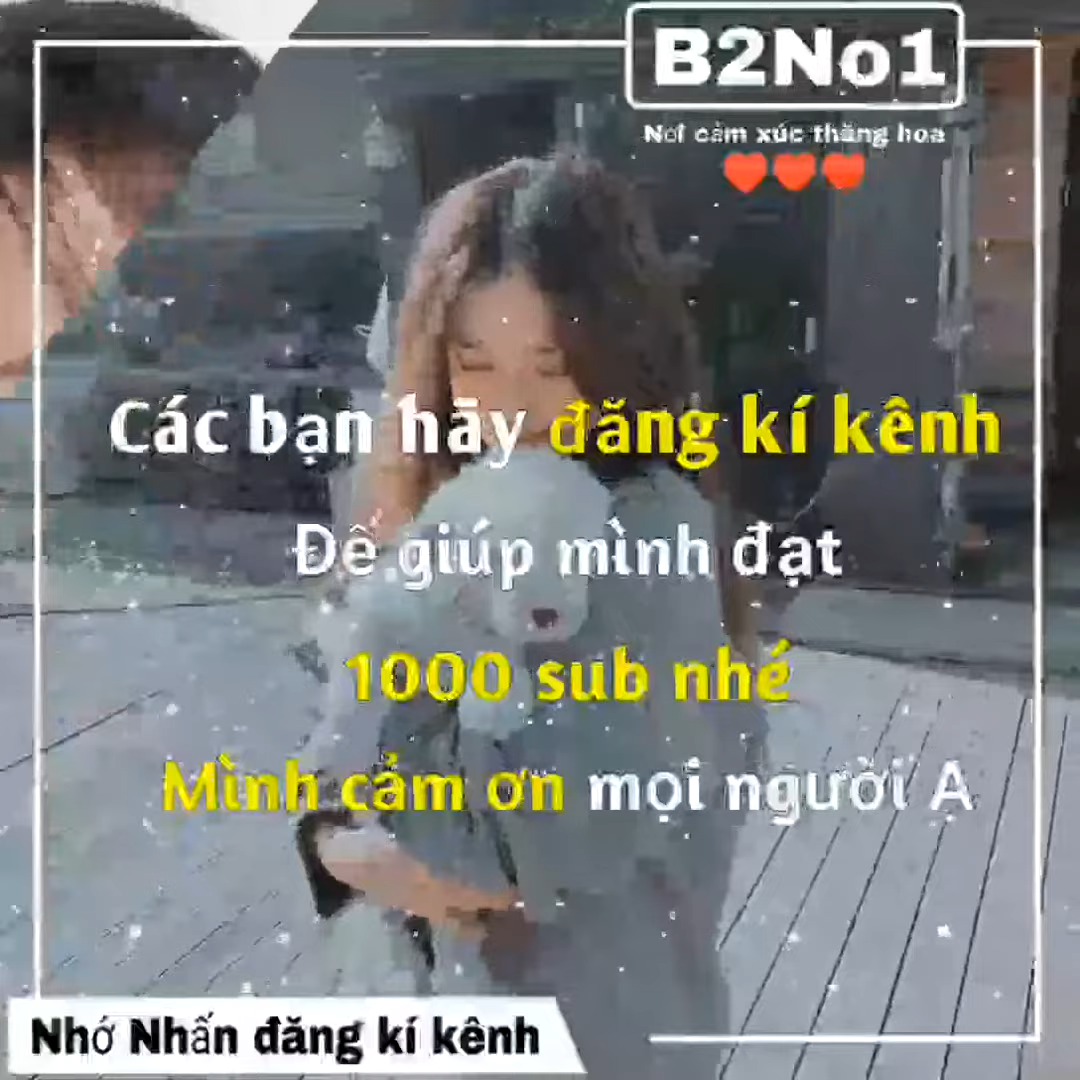 B2No1
Nơi cảm xúc thăng hoa
Các bạn hãy đăng kí kênh
Để giúp mình đạt
1000 sub nhé
Mình cảm ơn mọi người Ạ
Nhớ Nhấn đăng kí kênh